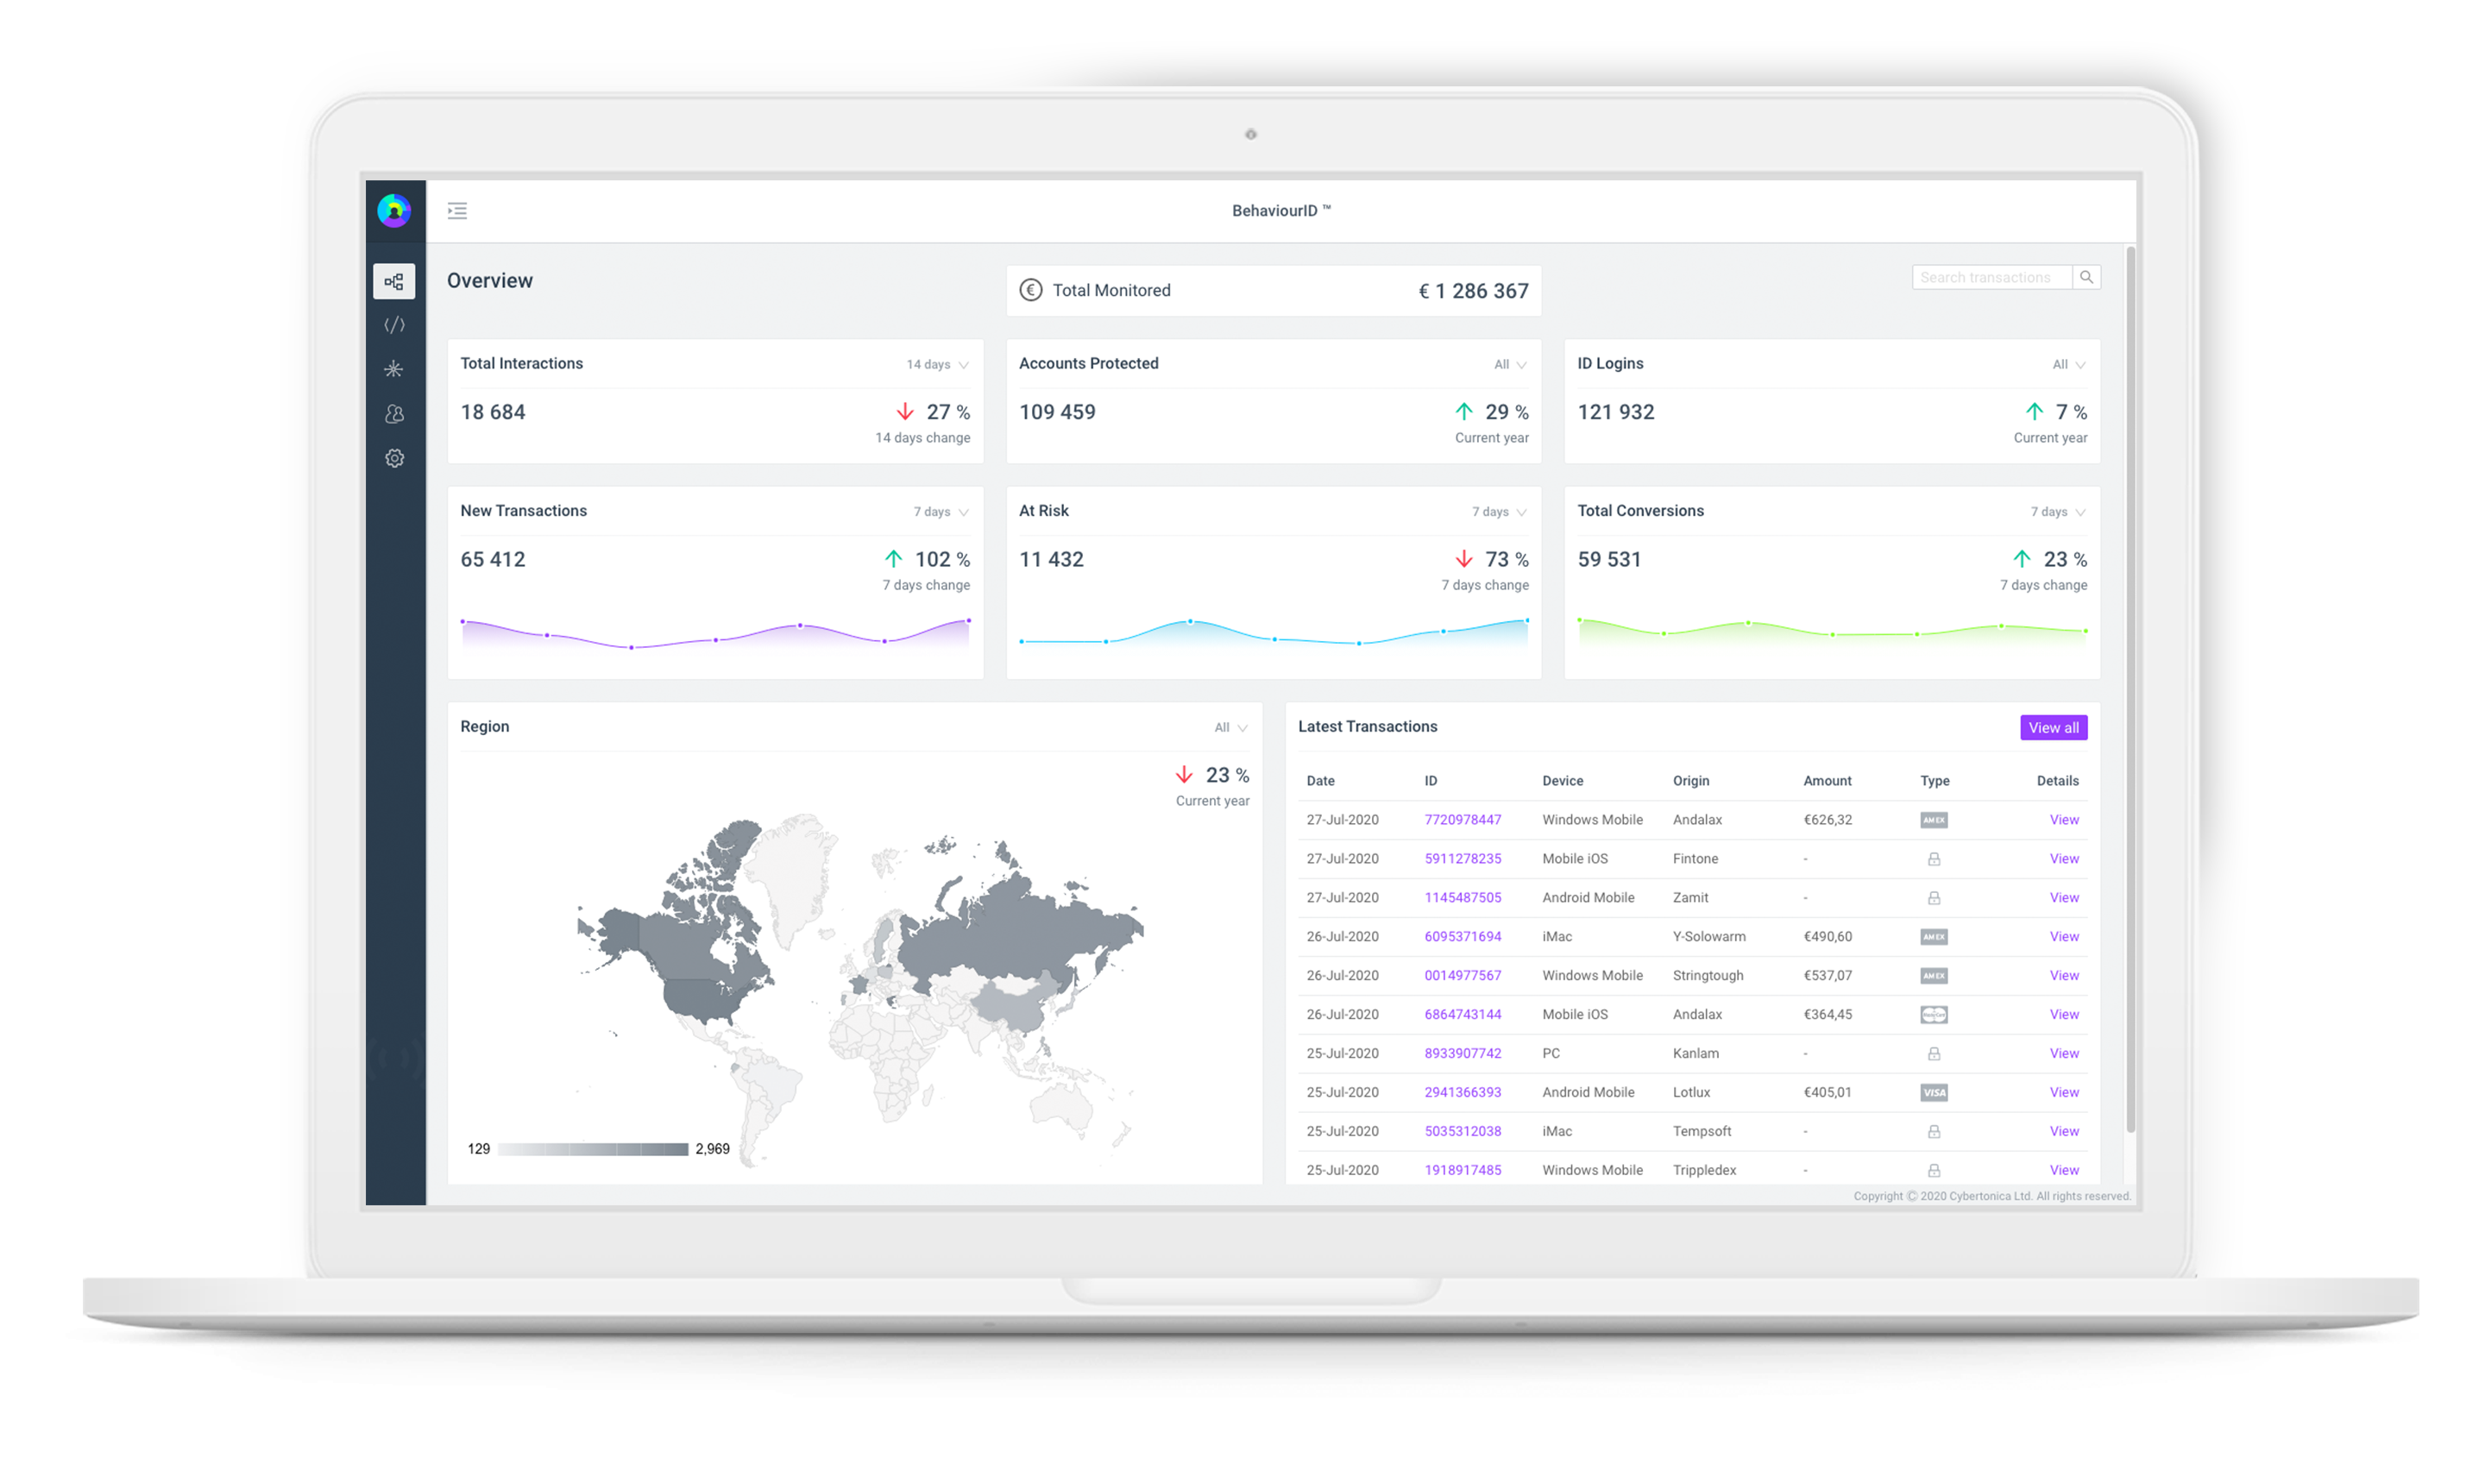 BehaviourID ™
Overview
Total Monitored € 1 286 367
Search transactions
Total Interactions 14 days
18 684 27 %
14 days change
Accounts Protected All
109 459 29 %
Current year
ID Logins All
121 932 7 %
Current year
New Transactions 7 days
65 412 102 %
7 days change
At Risk 7 days
11 432 73 %
7 days change
Total Conversions 7 days
59 531 23 %
7 days change
Region All
23 %
Current year
129 2,969
Latest Transactions View all
Date ID Device Origin Amount Type Details
27-Jul-2020 7720978447 Windows Mobile Andalax €626,32 AMEX View
27-Jul-2020 5911278235 Mobile iOS Fintone - View
27-Jul-2020 1145487505 Android Mobile Zamit - View
26-Jul-2020 6095371694 iMac Y-Solowarm €490,60 AMEX View
26-Jul-2020 0014977567 Windows Mobile Stringtough €537,07 AMEX View
26-Jul-2020 6864743144 Mobile iOS Andalax €364,45 View
25-Jul-2020 8933907742 PC Kanlam - View
25-Jul-2020 2941366393 Android Mobile Lotlux €405,01 VISA View
25-Jul-2020 5035312038 iMac Tempsoft - View
25-Jul-2020 1918917485 Windows Mobile Trippledex - View
Copyright © 2020 Cybertonica Ltd. All rights reserved.